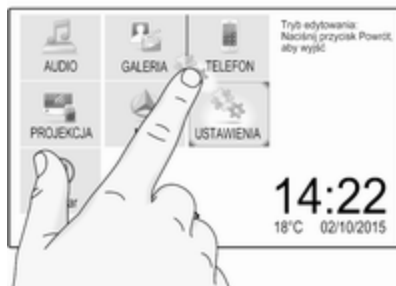 Tryb edytowania:
Naciśnij przycisk Powrót,
aby wyjść
AUDIO
GALERIA
TELEFON
PROJEKCJA
USTAWIENIA
14:22
18°C 02/10/2015